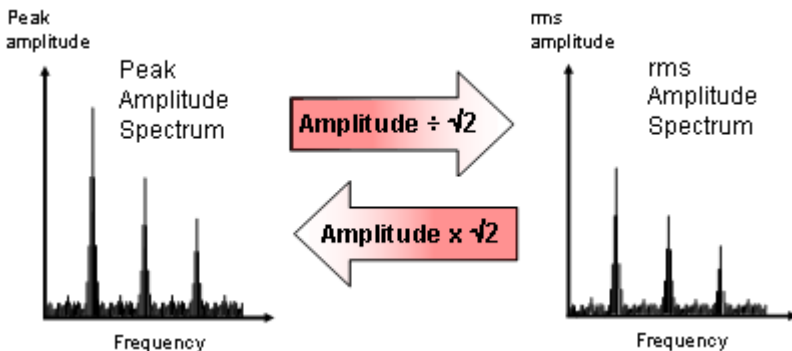 Peak
amplitude
Peak
Amplitude
Spectrum
Frequency
Amplitude ÷ √2
Amplitude x √2
rms
amplitude
rms
Amplitude
Spectrum
Frequency